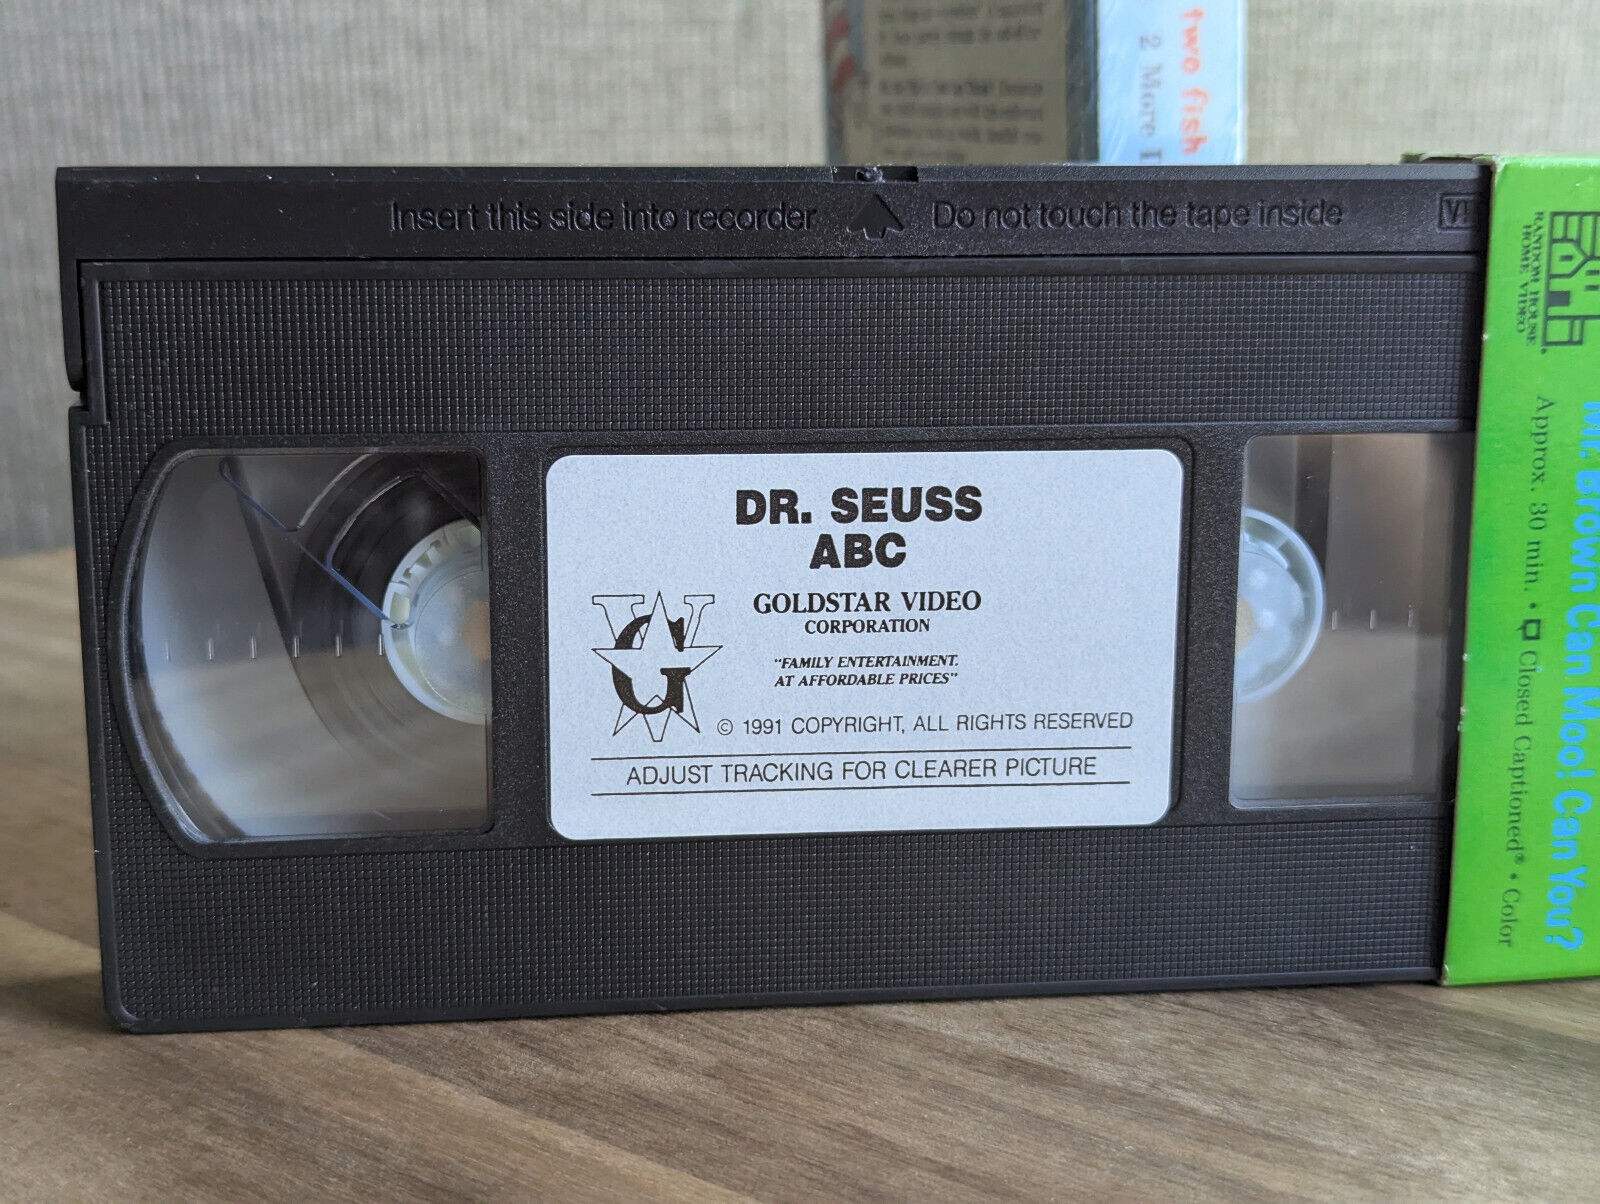 two fish
2 More
Insert this side into recorder
Do not touch the tape inside
DR. SEUSS
ABC
GOLDSTAR VIDEO
CORPORATION
"FAMILY ENTERTAINMENT.
AT AFFORDABLE PRICES"
G
© 1991 COPYRIGHT, ALL RIGHTS RESERVED
ADJUST TRACKING FOR CLEARER PICTURE
RANDOM HOUSE
HOME VIDEO
Mr. Brown Can Moo! Can You?
Approx. 30 min. • Closed Captioned® • Color